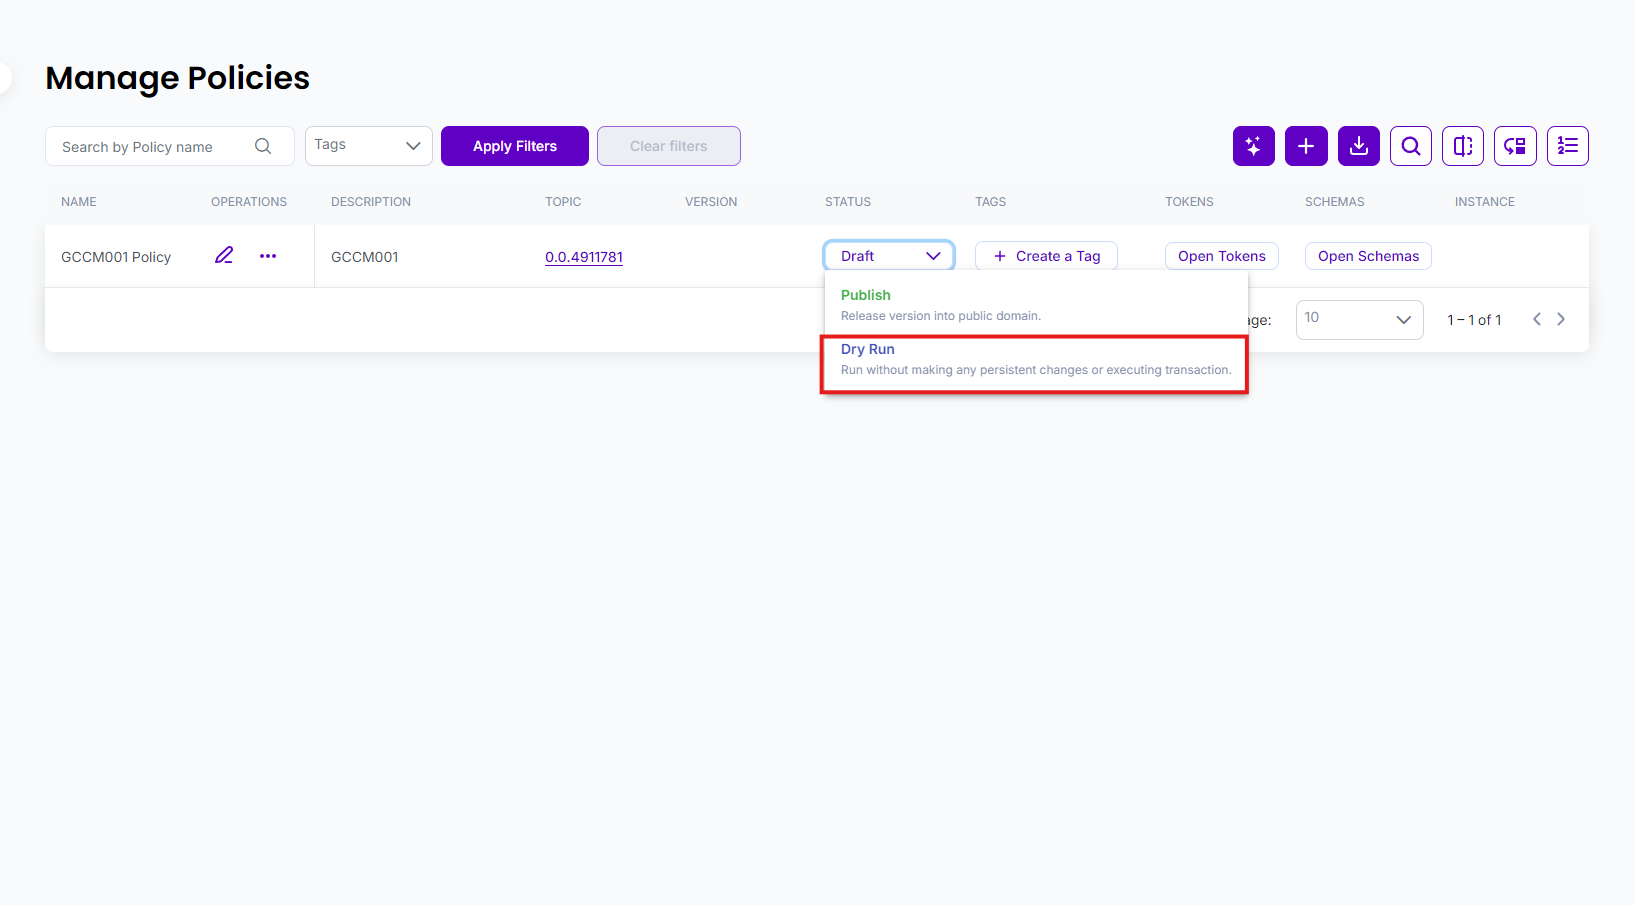 Manage Policies
Search by Policy name
Tags
Apply Filters
Clear filters
NAME OPERATIONS DESCRIPTION TOPIC VERSION STATUS TAGS TOKENS SCHEMAS INSTANCE
GCCM001 Policy GCCM001 0.0.4911781 Draft Create a Tag Open Tokens Open Schemas
Publish
Release version into public domain.
10 1 – 1 of 1
Dry Run
Run without making any persistent changes or executing transaction.